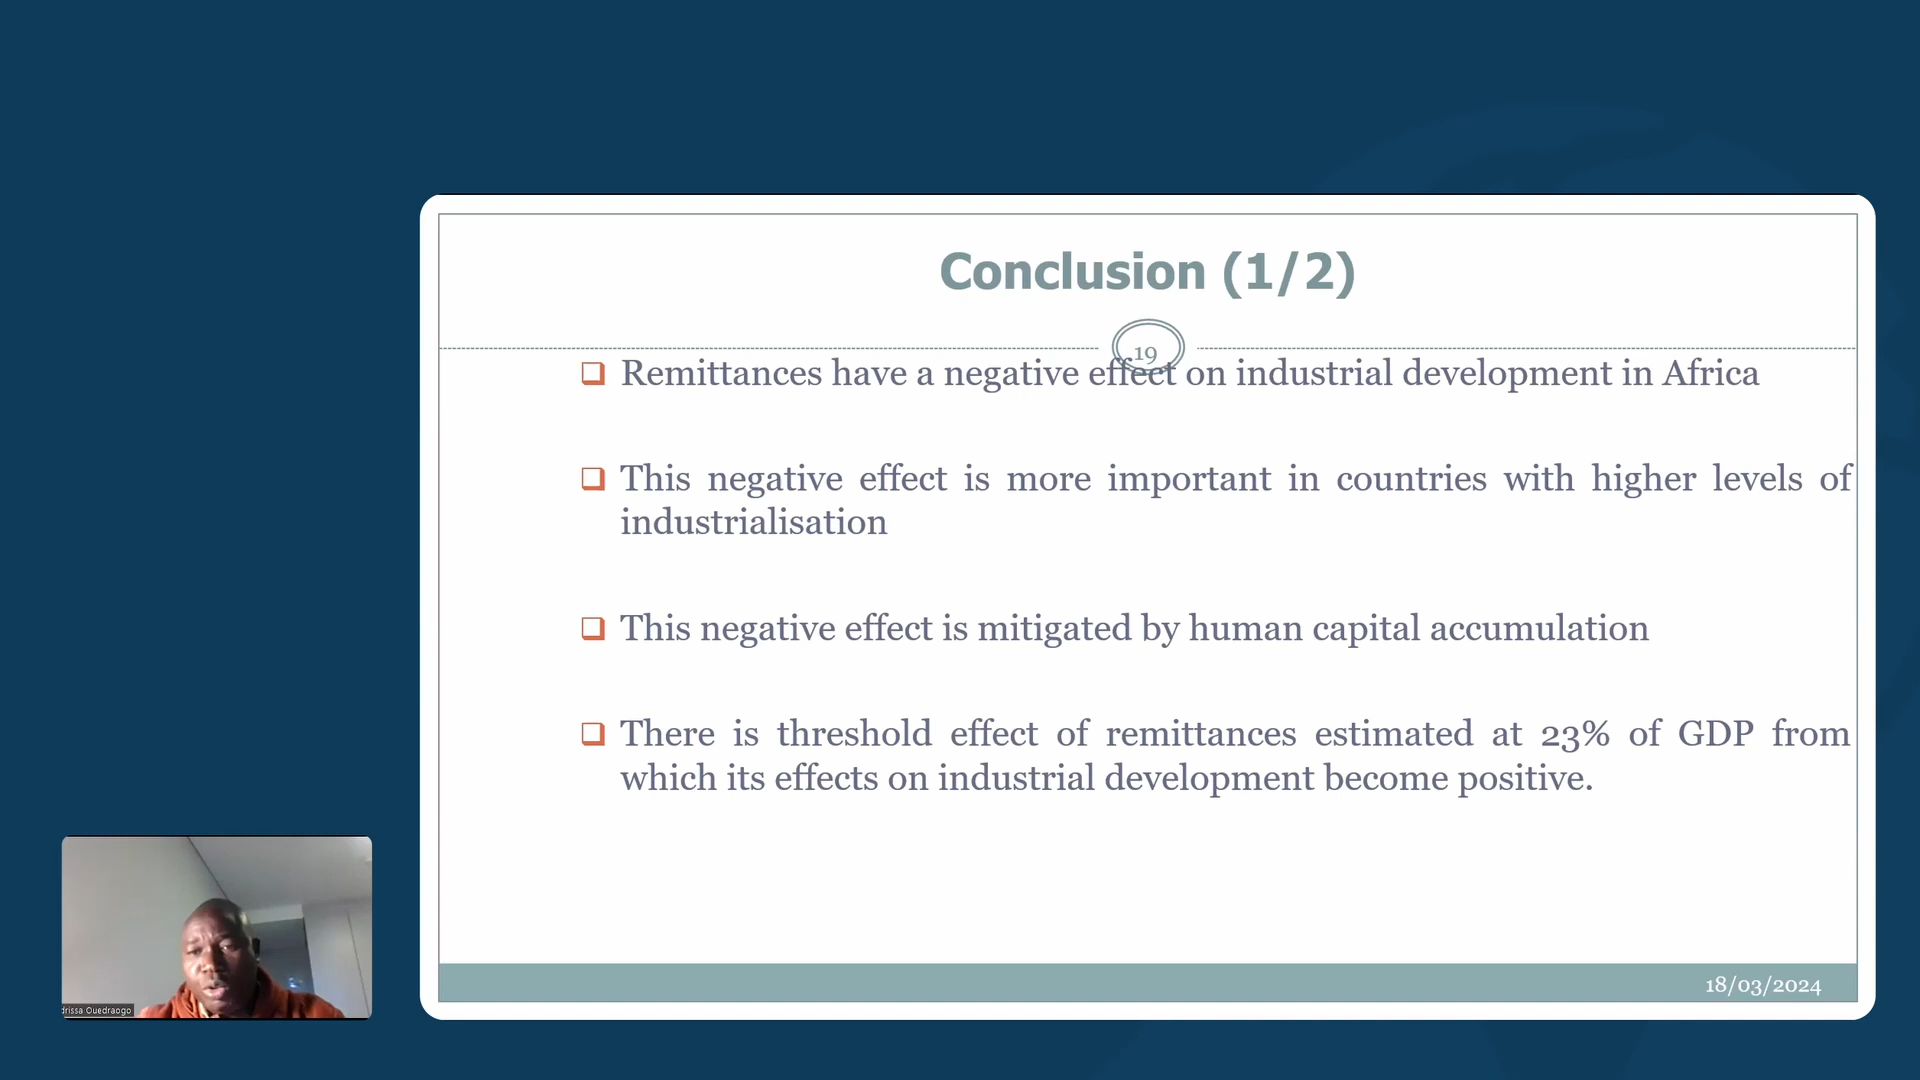 Conclusion (1/2)
19
Remittances have a negative effect on industrial development in Africa
This negative effect is more important in countries with higher levels of
industrialisation
This negative effect is mitigated by human capital accumulation
There is threshold effect of remittances estimated at 23% of GDP from
which its effects on industrial development become positive.
18/03/2024
drissa Ouedraogo